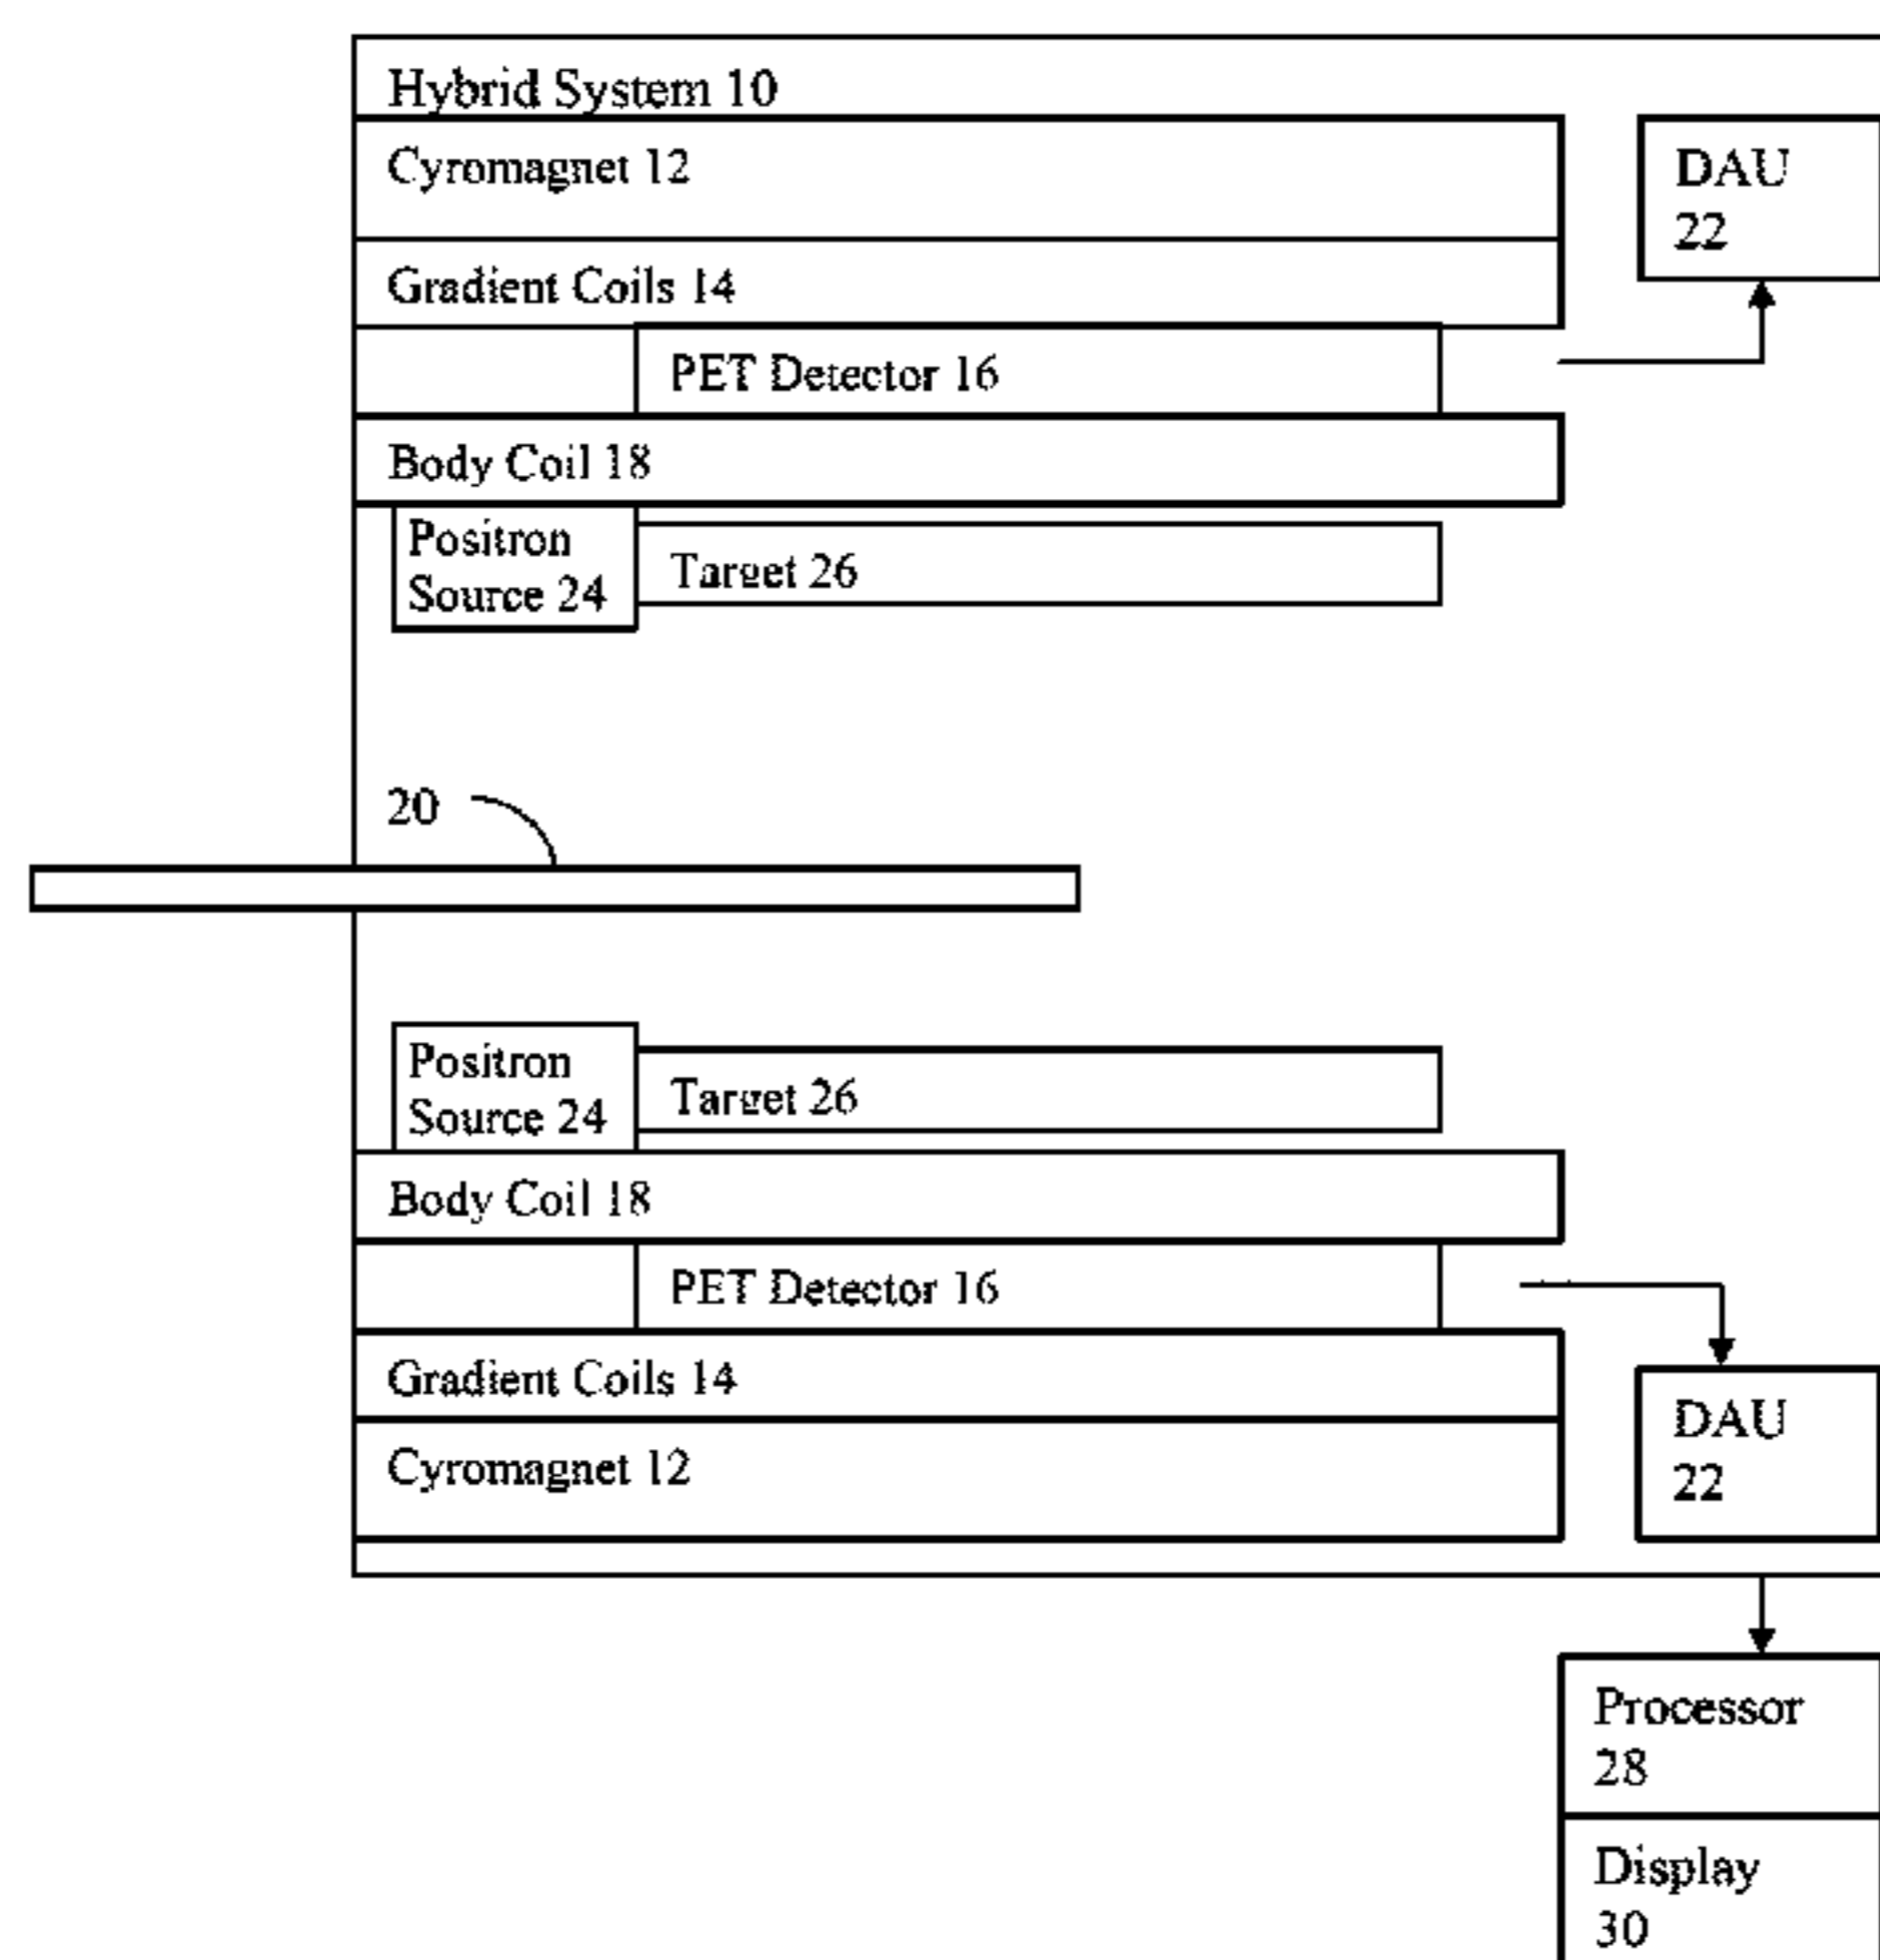 Hybrid System 10
Cyromagnet 12
DAU
22
Gradient Coils 14
PET Detector 16
Body Coil 18
Positron
Source 24
Target 26
20
Positron
Source 24
Target 26
Body Coil 18
PET Detector 16
Gradient Coils 14
DAU
22
Cyromagnet 12
Processor
28
Display
30